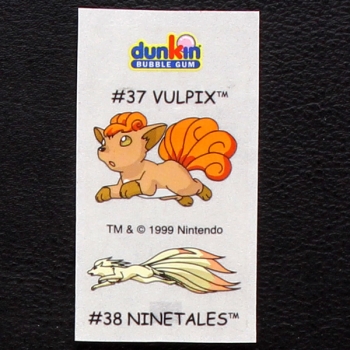 dunkin
BUBBLE GUM
#37 VULPIX™
TM & © 1999 Nintendo
#38 NINETALES™